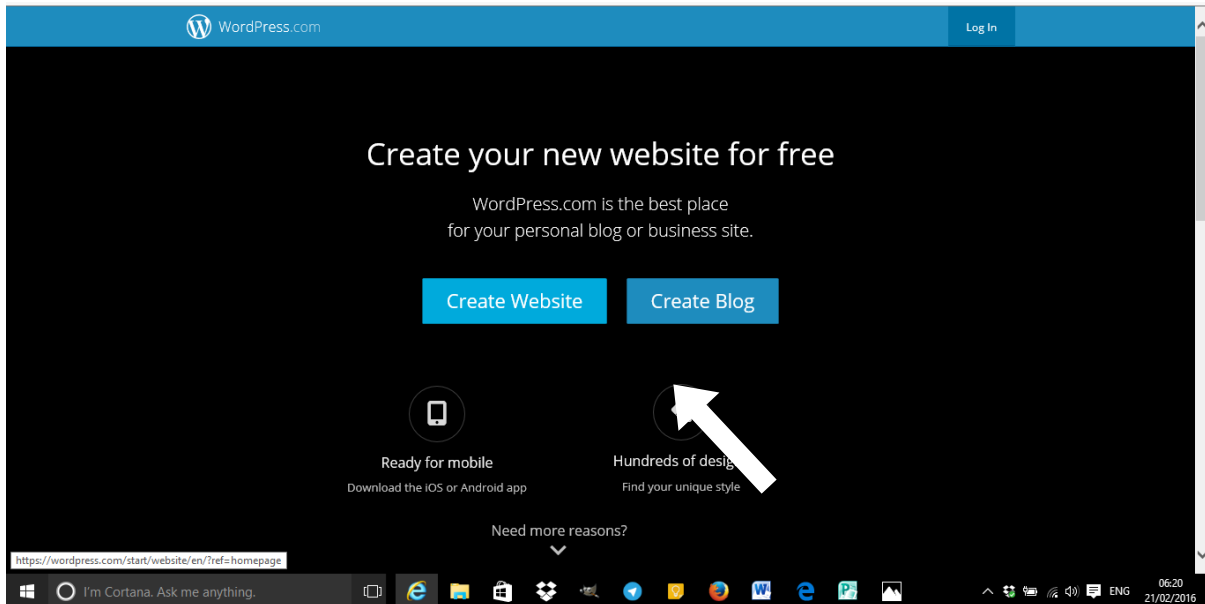 WordPress.com
Log In
Create your new website for free
WordPress.com is the best place
for your personal blog or business site.
Create Website
Create Blog
Ready for mobile
Download the iOS or Android app
Hundreds of desig
Find your unique style
Need more reasons?
https://wordpress.com/start/website/en/?ref=homepage
I'm Cortana. Ask me anything.
ENG
06:20
21/02/2016